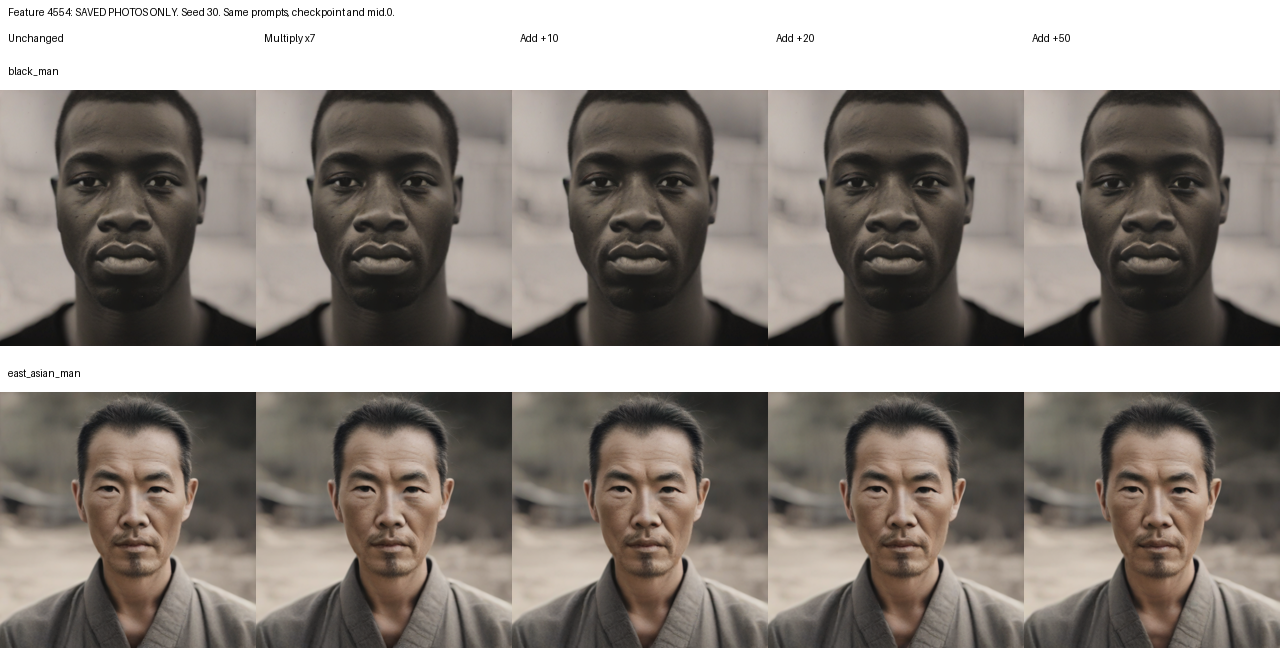 Feature 4554: SAVED PHOTOS ONLY. Seed 30. Same prompts, checkpoint and mid.0.
Unchanged Multiply x7 Add +10 Add +20 Add +50
black_man
east_asian_man